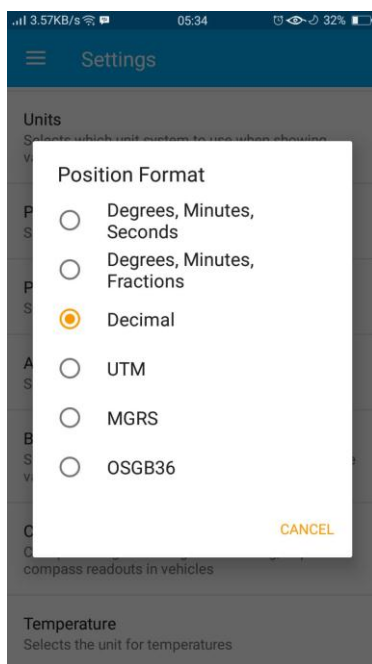 3.57KB/s 05:34 32%
Settings
Units
Selects which unit system to use when showing
Position Format
Degrees, Minutes,
Seconds
Degrees, Minutes,
Fractions
Decimal
UTM
MGRS
OSGB36
CANCEL
compass readouts in vehicles
Temperature
Selects the unit for temperatures